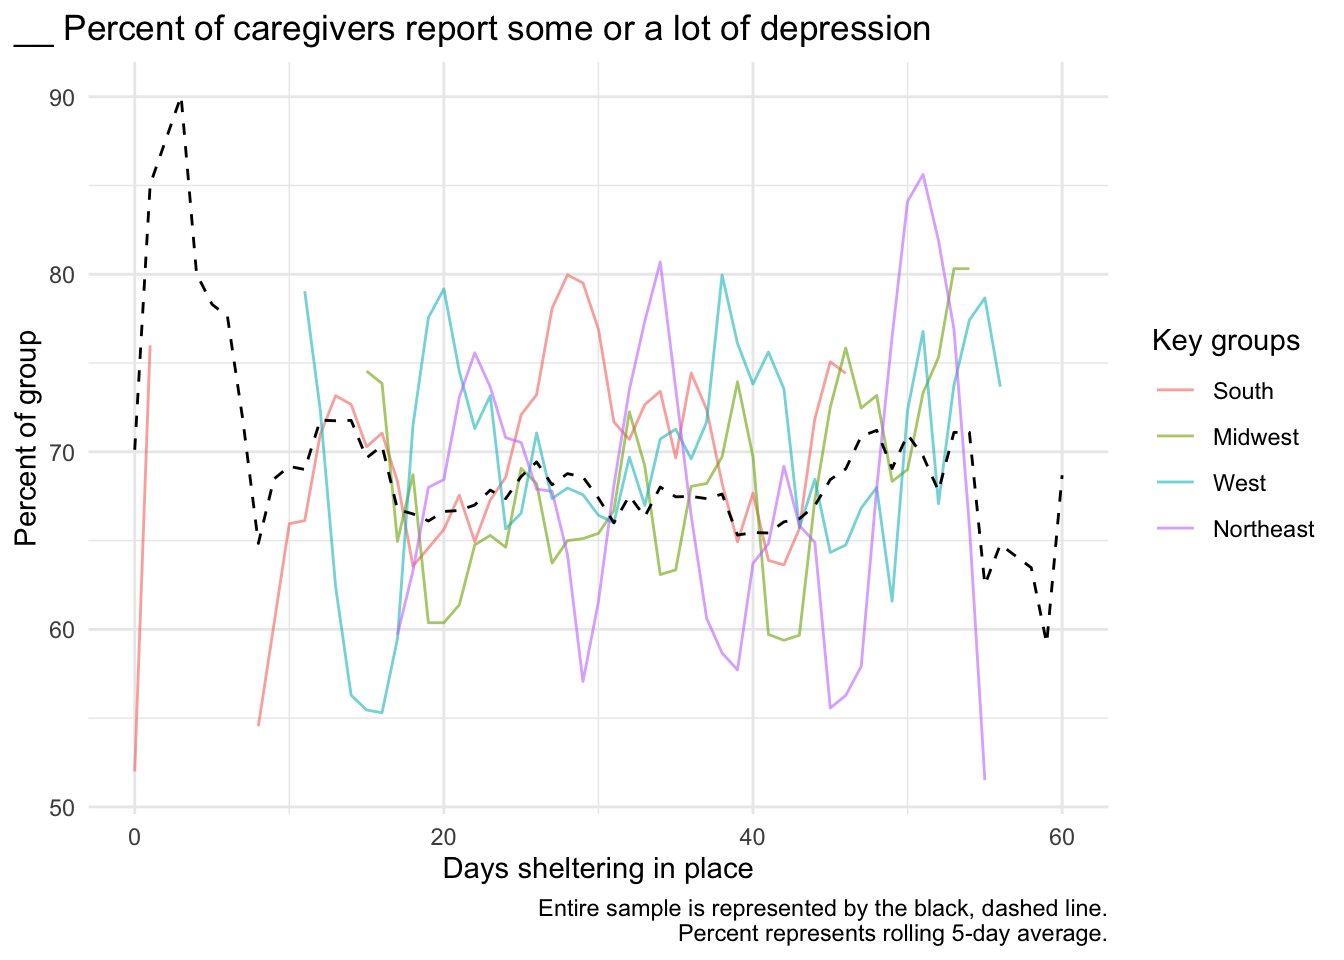 __ Percent of caregivers report some or a lot of depression
90
80
70
60
50
Percent of group
0 20 40 60
Days sheltering in place
Key groups
South
Midwest
West
Northeast
Entire sample is represented by the black, dashed line.
Percent represents rolling 5-day average.